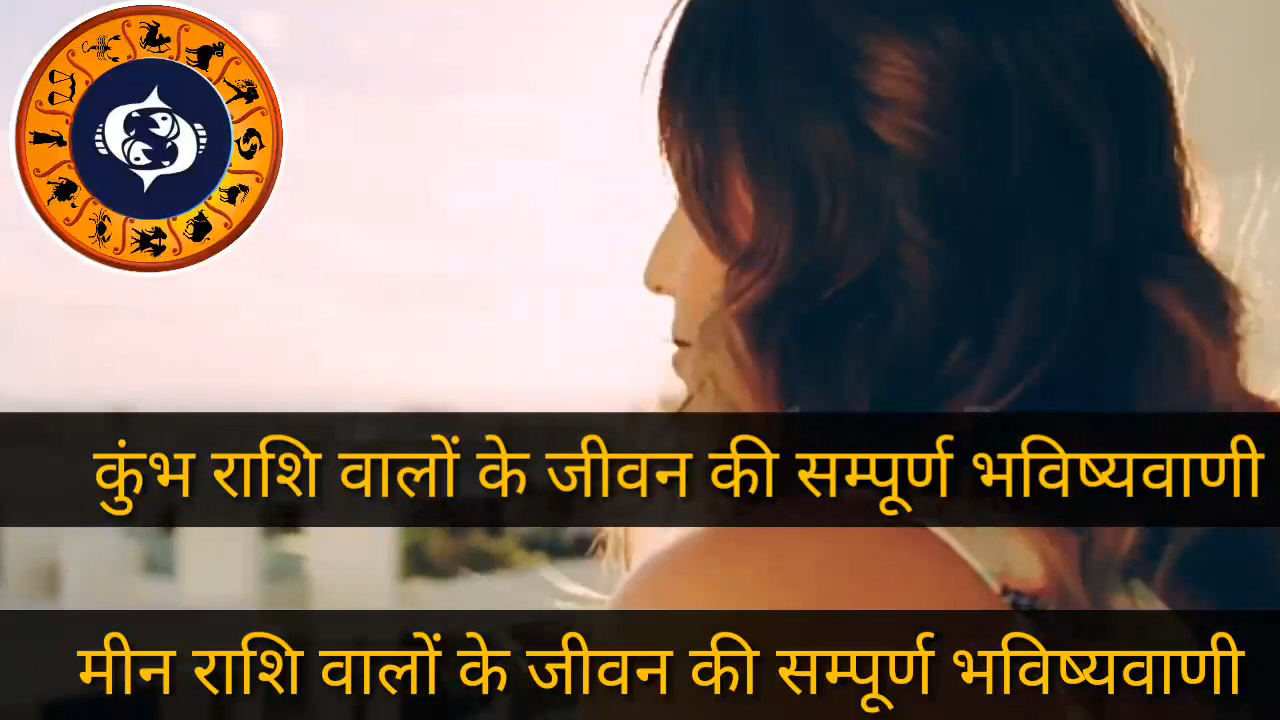 कुंभ राशि वालों के जीवन की सम्पूर्ण भविष्यवाणी
मीन राशि वालों के जीवन की सम्पूर्ण भविष्यवाणी